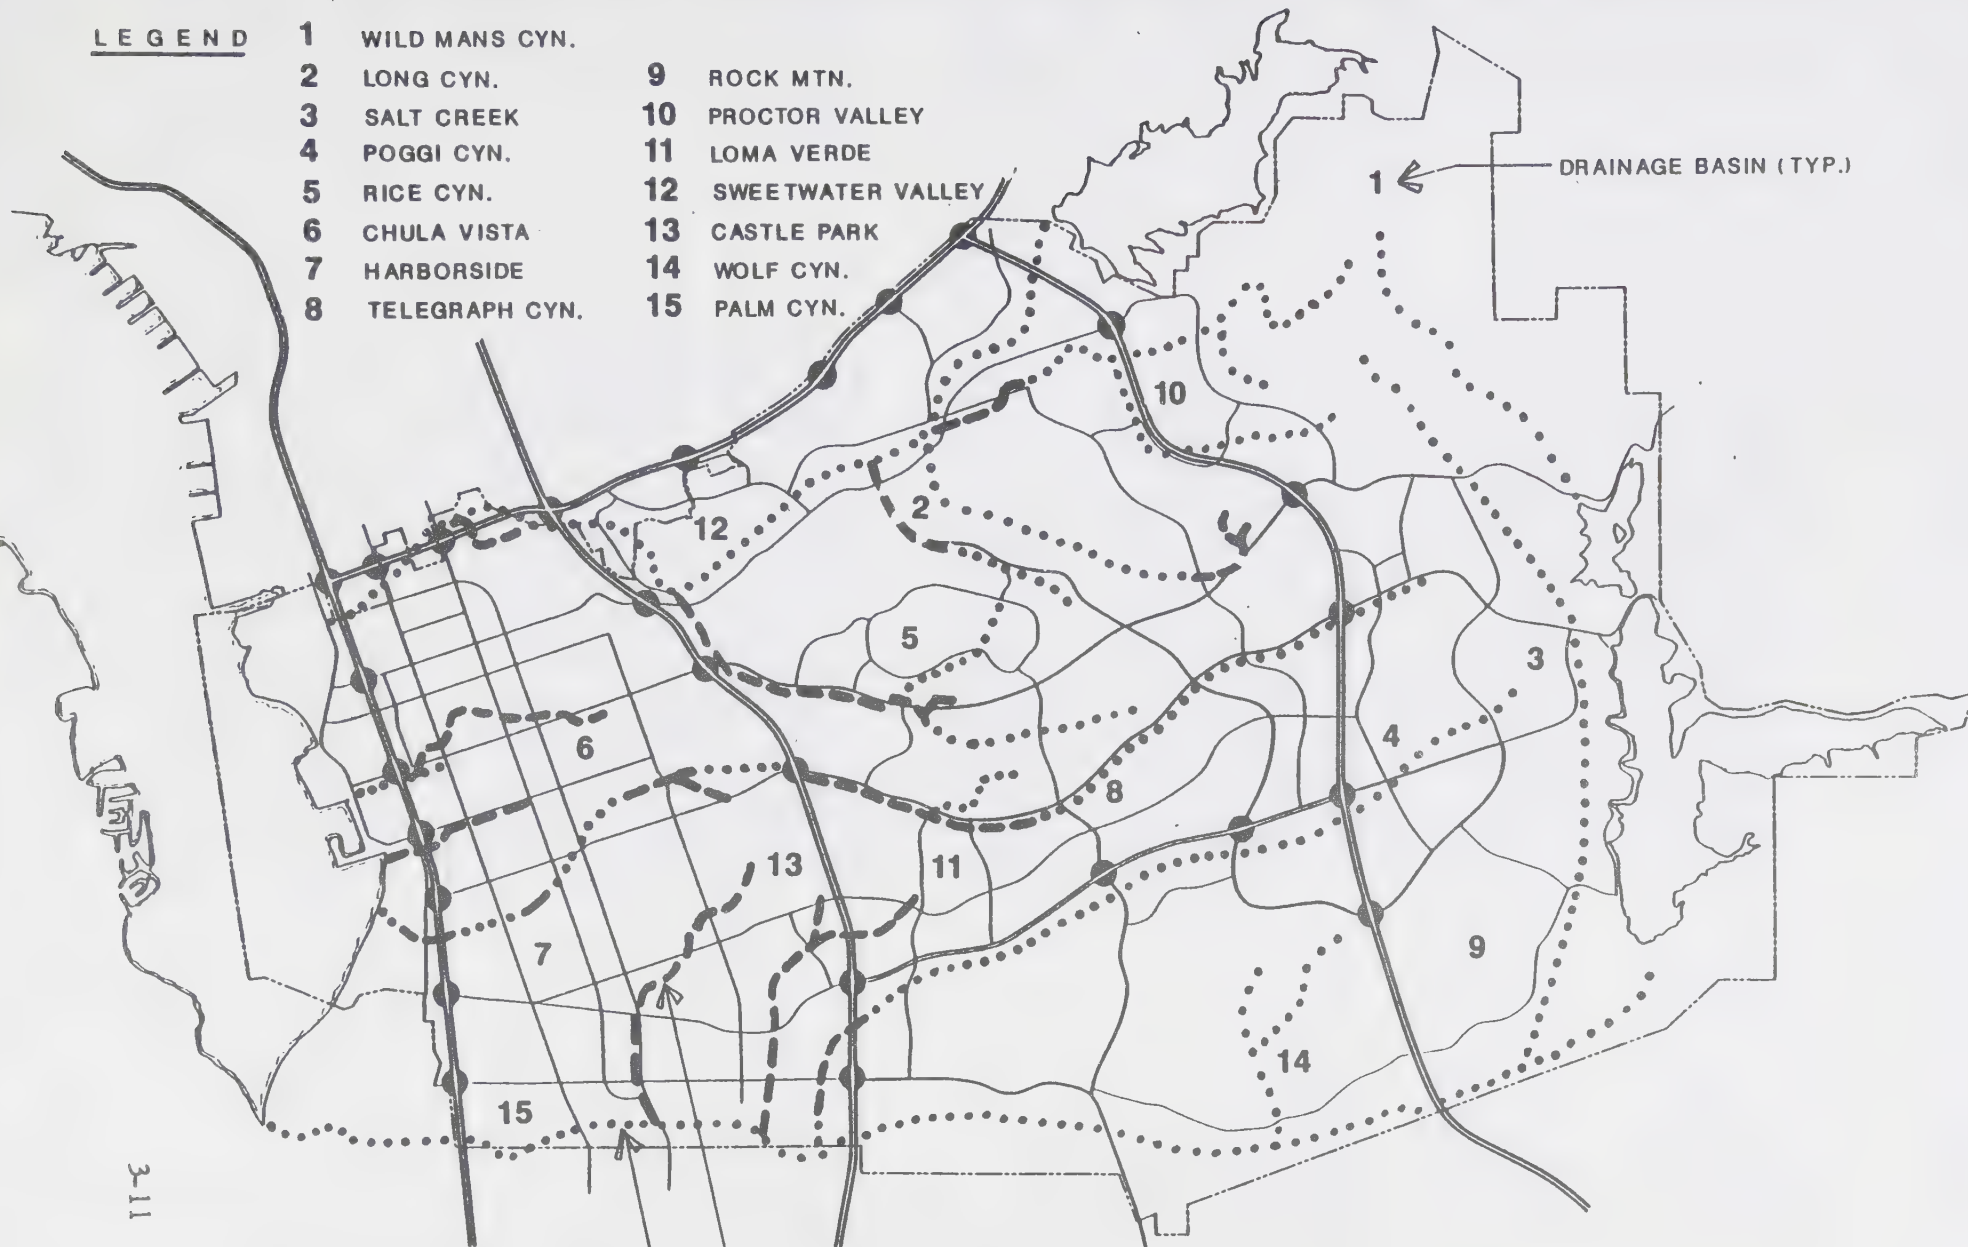 LEGEND
1 WILD MANS CYN.
2 LONG CYN.
3 SALT CREEK
4 POGGI CYN.
5 RICE CYN.
6 CHULA VISTA
7 HARBORSIDE
8 TELEGRAPH CYN.
9 ROCK MTN.
10 PROCTOR VALLEY
11 LOMA VERDE
12 SWEETWATER VALLEY
13 CASTLE PARK
14 WOLF CYN.
15 PALM CYN.
1
DRAINAGE BASIN (TYP.)
10
2
12
5
3
4
6
8
13
11
7
9
14
15
3-11